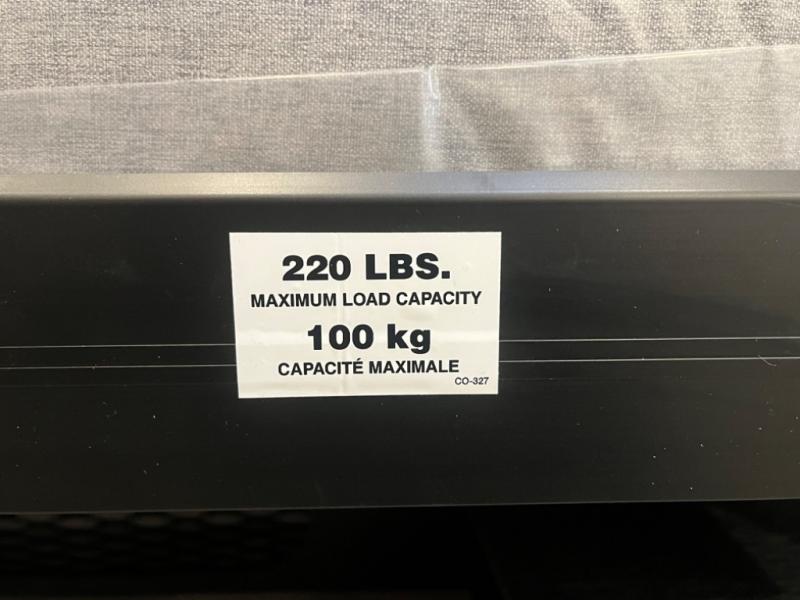 220 LBS.
MAXIMUM LOAD CAPACITY
100 kg
CAPACITÉ MAXIMALE
CO-327